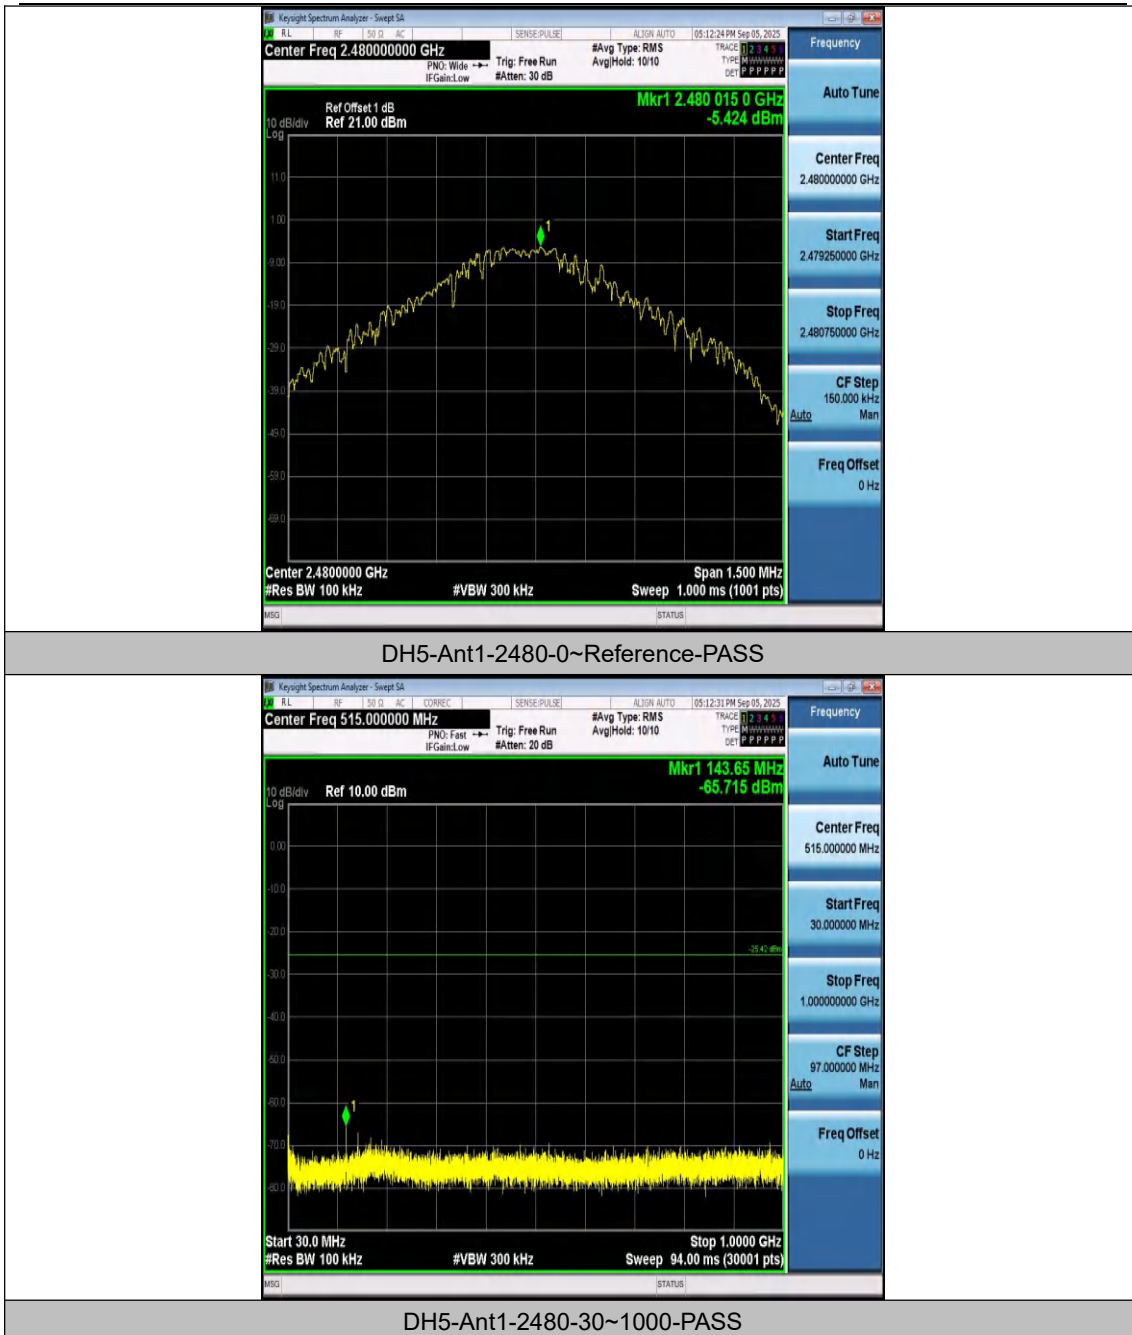 Keysight Spectrum Analyzer - Swept SA
RL RF 50 Ω AC SENSE:PULSE ALIGN AUTO 05:12:24 PM Sep 05, 2025
Center Freq 2.480000000 GHz #Avg Type: RMS TRACE 1 2 3 4 5 6 Frequency
PNO: Wide Trig: Free Run Avg|Hold: 10/10 TYPE M W W W W W
IFGain:Low #Atten: 30 dB DET P P P P P P
Auto Tune
Mkr1 2.480 015 0 GHz
Ref Offset 1 dB -5.424 dBm
10 dB/div Ref 21.00 dBm
Log
Center Freq
2.480000000 GHz
11.0
1.00
1
Start Freq
2.479250000 GHz
-9.00
-19.0
Stop Freq
2.480750000 GHz
-29.0
-39.0
CF Step
150.000 kHz
Auto Man
-49.0
Freq Offset
0 Hz
-59.0
-69.0
Center 2.4800000 GHz Span 1.500 MHz
#Res BW 100 kHz #VBW 300 kHz Sweep 1.000 ms (1001 pts)
MSG STATUS
DH5-Ant1-2480-0~Reference-PASS
Keysight Spectrum Analyzer - Swept SA
RL RF 50 Ω AC CORREC SENSE:PULSE ALIGN AUTO 05:12:31 PM Sep 05, 2025
Center Freq 515.000000 MHz #Avg Type: RMS TRACE 1 2 3 4 5 6 Frequency
PNO: Fast Trig: Free Run Avg|Hold: 10/10 TYPE M W W W W W
IFGain:Low #Atten: 20 dB DET P P P P P P
Auto Tune
Mkr1 143.65 MHz
-65.715 dBm
10 dB/div Ref 10.00 dBm
Log
Center Freq
515.000000 MHz
0.00
-10.0
Start Freq
30.000000 MHz
-20.0
-25.42 dBm
-30.0
Stop Freq
1.000000000 GHz
-40.0
-50.0
CF Step
97.000000 MHz
Auto Man
-60.0
1
Freq Offset
0 Hz
-70.0
-80.0
Start 30.0 MHz Stop 1.0000 GHz
#Res BW 100 kHz #VBW 300 kHz Sweep 94.00 ms (30001 pts)
MSG STATUS
DH5-Ant1-2480-30~1000-PASS